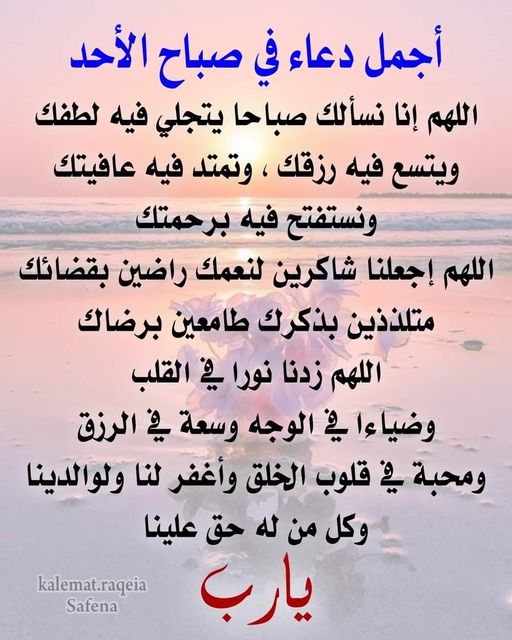 أجمل دعاء في صباح الأحد
اللهم إنا نسألك صباحا يتجلي فيه لطفك
ويتسع فيه رزقك ، وتمتد فيه عافيتك
ونستفتح فيه برحمتك
اللهم إجعلنا شاكرين لنعمك راضين بقضائك
متلذذين بذكرك طامعين برضاك
اللهم زدنا نورا في القلب
وضياءا في الوجه وسعة في الرزق
ومحبة في قلوب الخلق وأغفر لنا ولوالدينا
وكل من له حق علينا
يارب
kalemat.raqeia
Safena